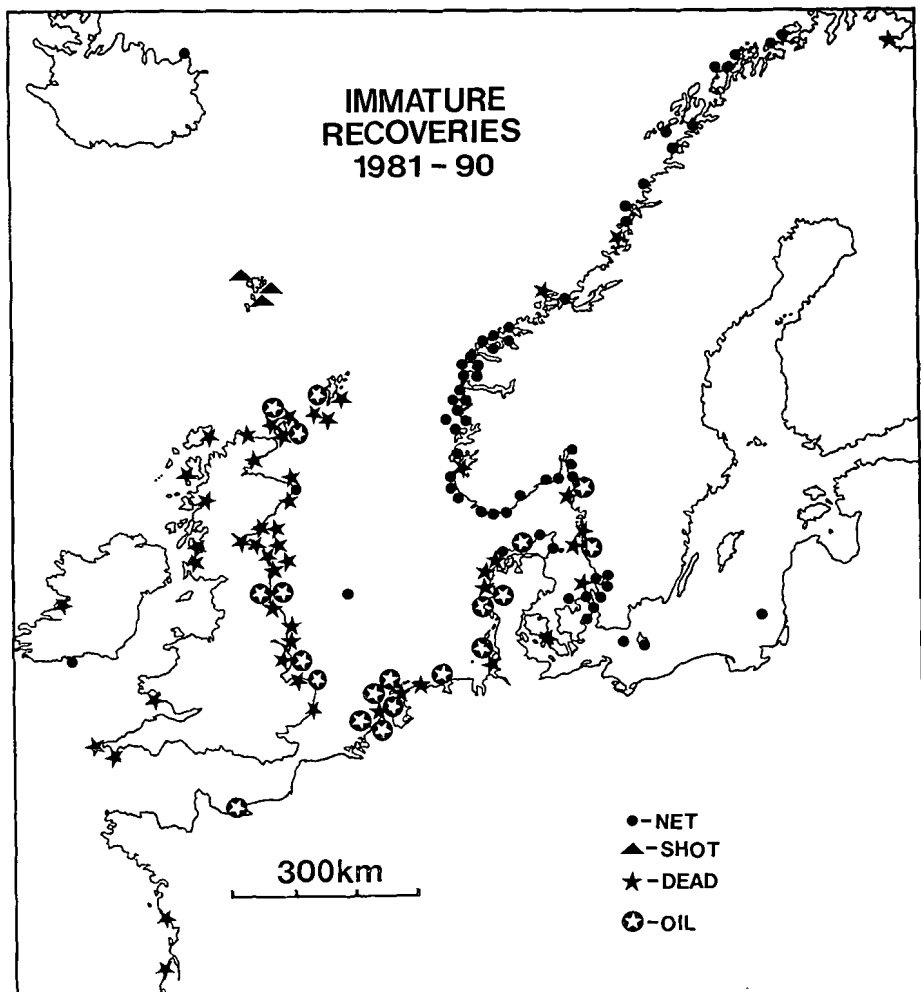 IMMATURE
RECOVERIES
1981 - 90
300km
● - NET
▲ - SHOT
★ - DEAD
✪ - OIL